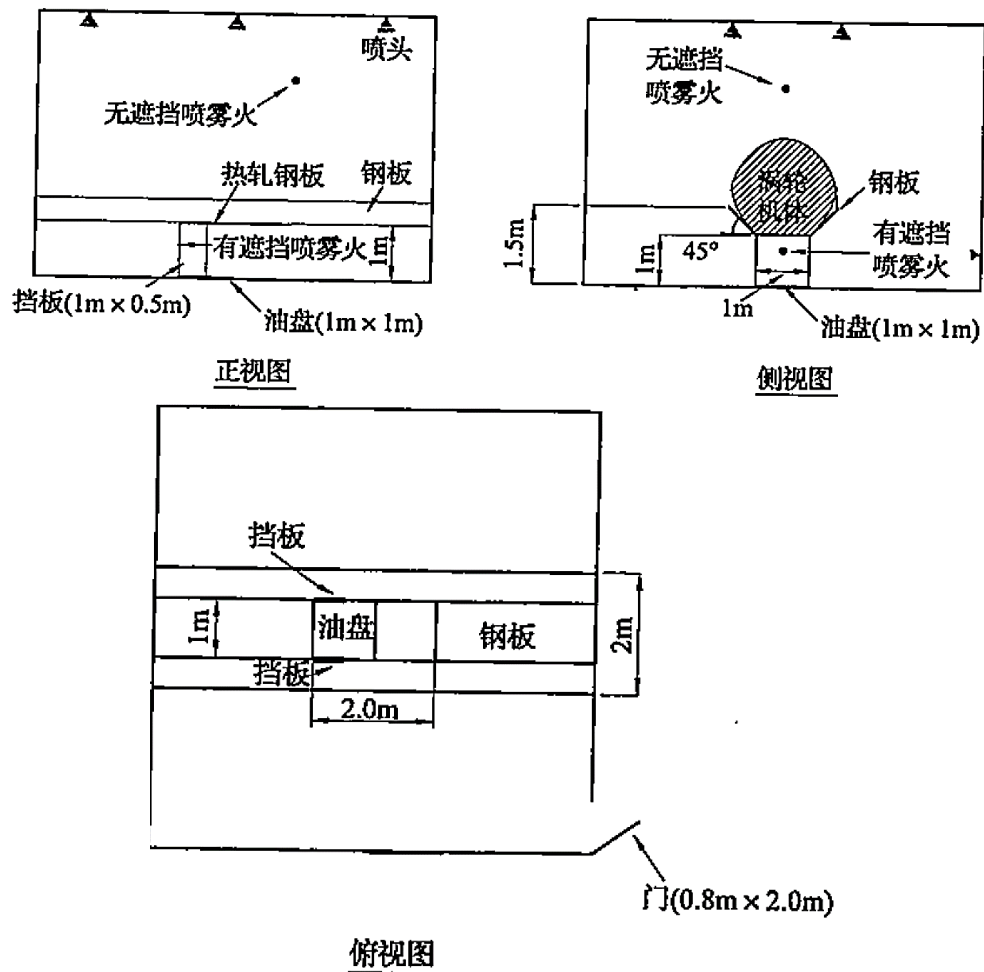 喷头
无遮挡喷雾火
热轧钢板
钢板
有遮挡喷雾火
1m
挡板(1m×0.5m)
油盘(1m×1m)
正视图
无遮挡
喷雾火
涡轮
机体
钢板
1.5m
1m
45°
有遮挡
喷雾火
1m
油盘(1m×1m)
侧视图
挡板
1m
油盘
钢板
2m
挡板
2.0m
门(0.8m×2.0m)
俯视图